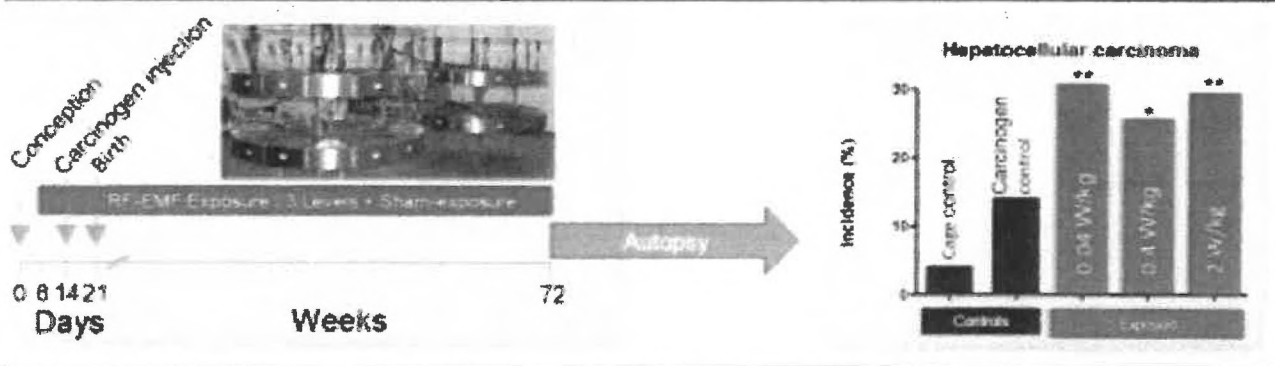 Conception
Carcinogen injection
Birth
RF-EMF Exposure : 3 Levels + Sham-exposure
Autopsy
0 6 14 21
72
Days
Weeks
Hepatocellular carcinoma
**
*
**
30
20
10
0
Incidence (%)
Cage control
Carcinogen
control
0.04 W/kg
0.4 W/kg
2 W/kg
Controls
Exposed